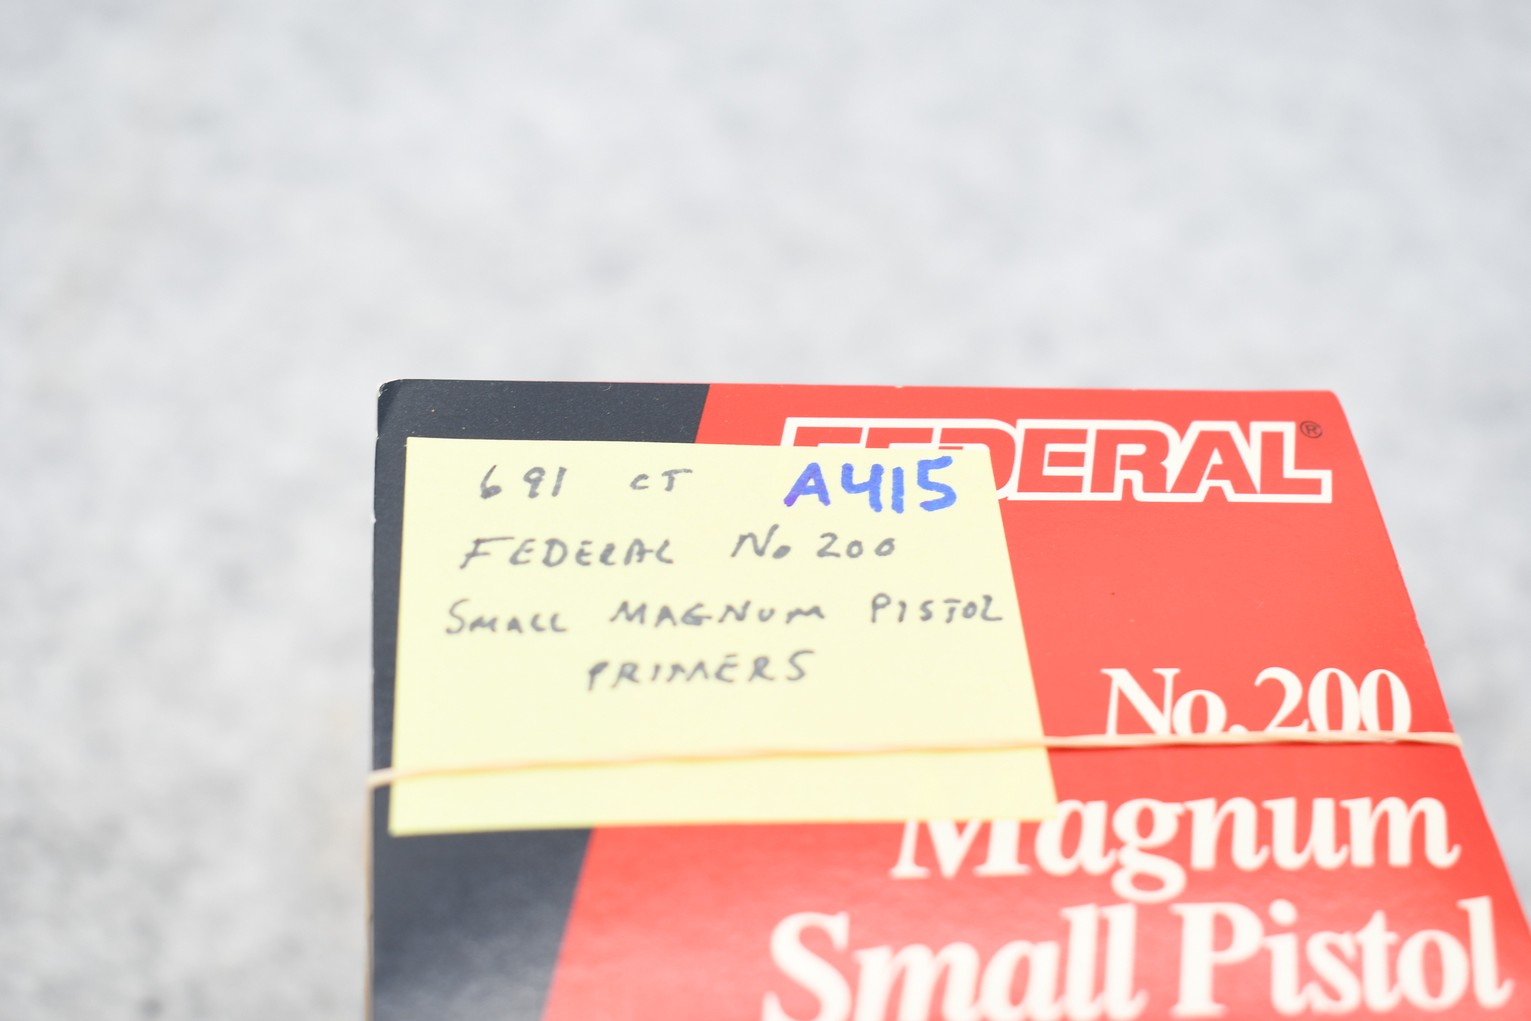 691 CT A415
FEDERAL No 200
SMALL MAGNUM PISTOL
PRIMERS
FEDERAL®
No. 200
Magnum
Small Pistol